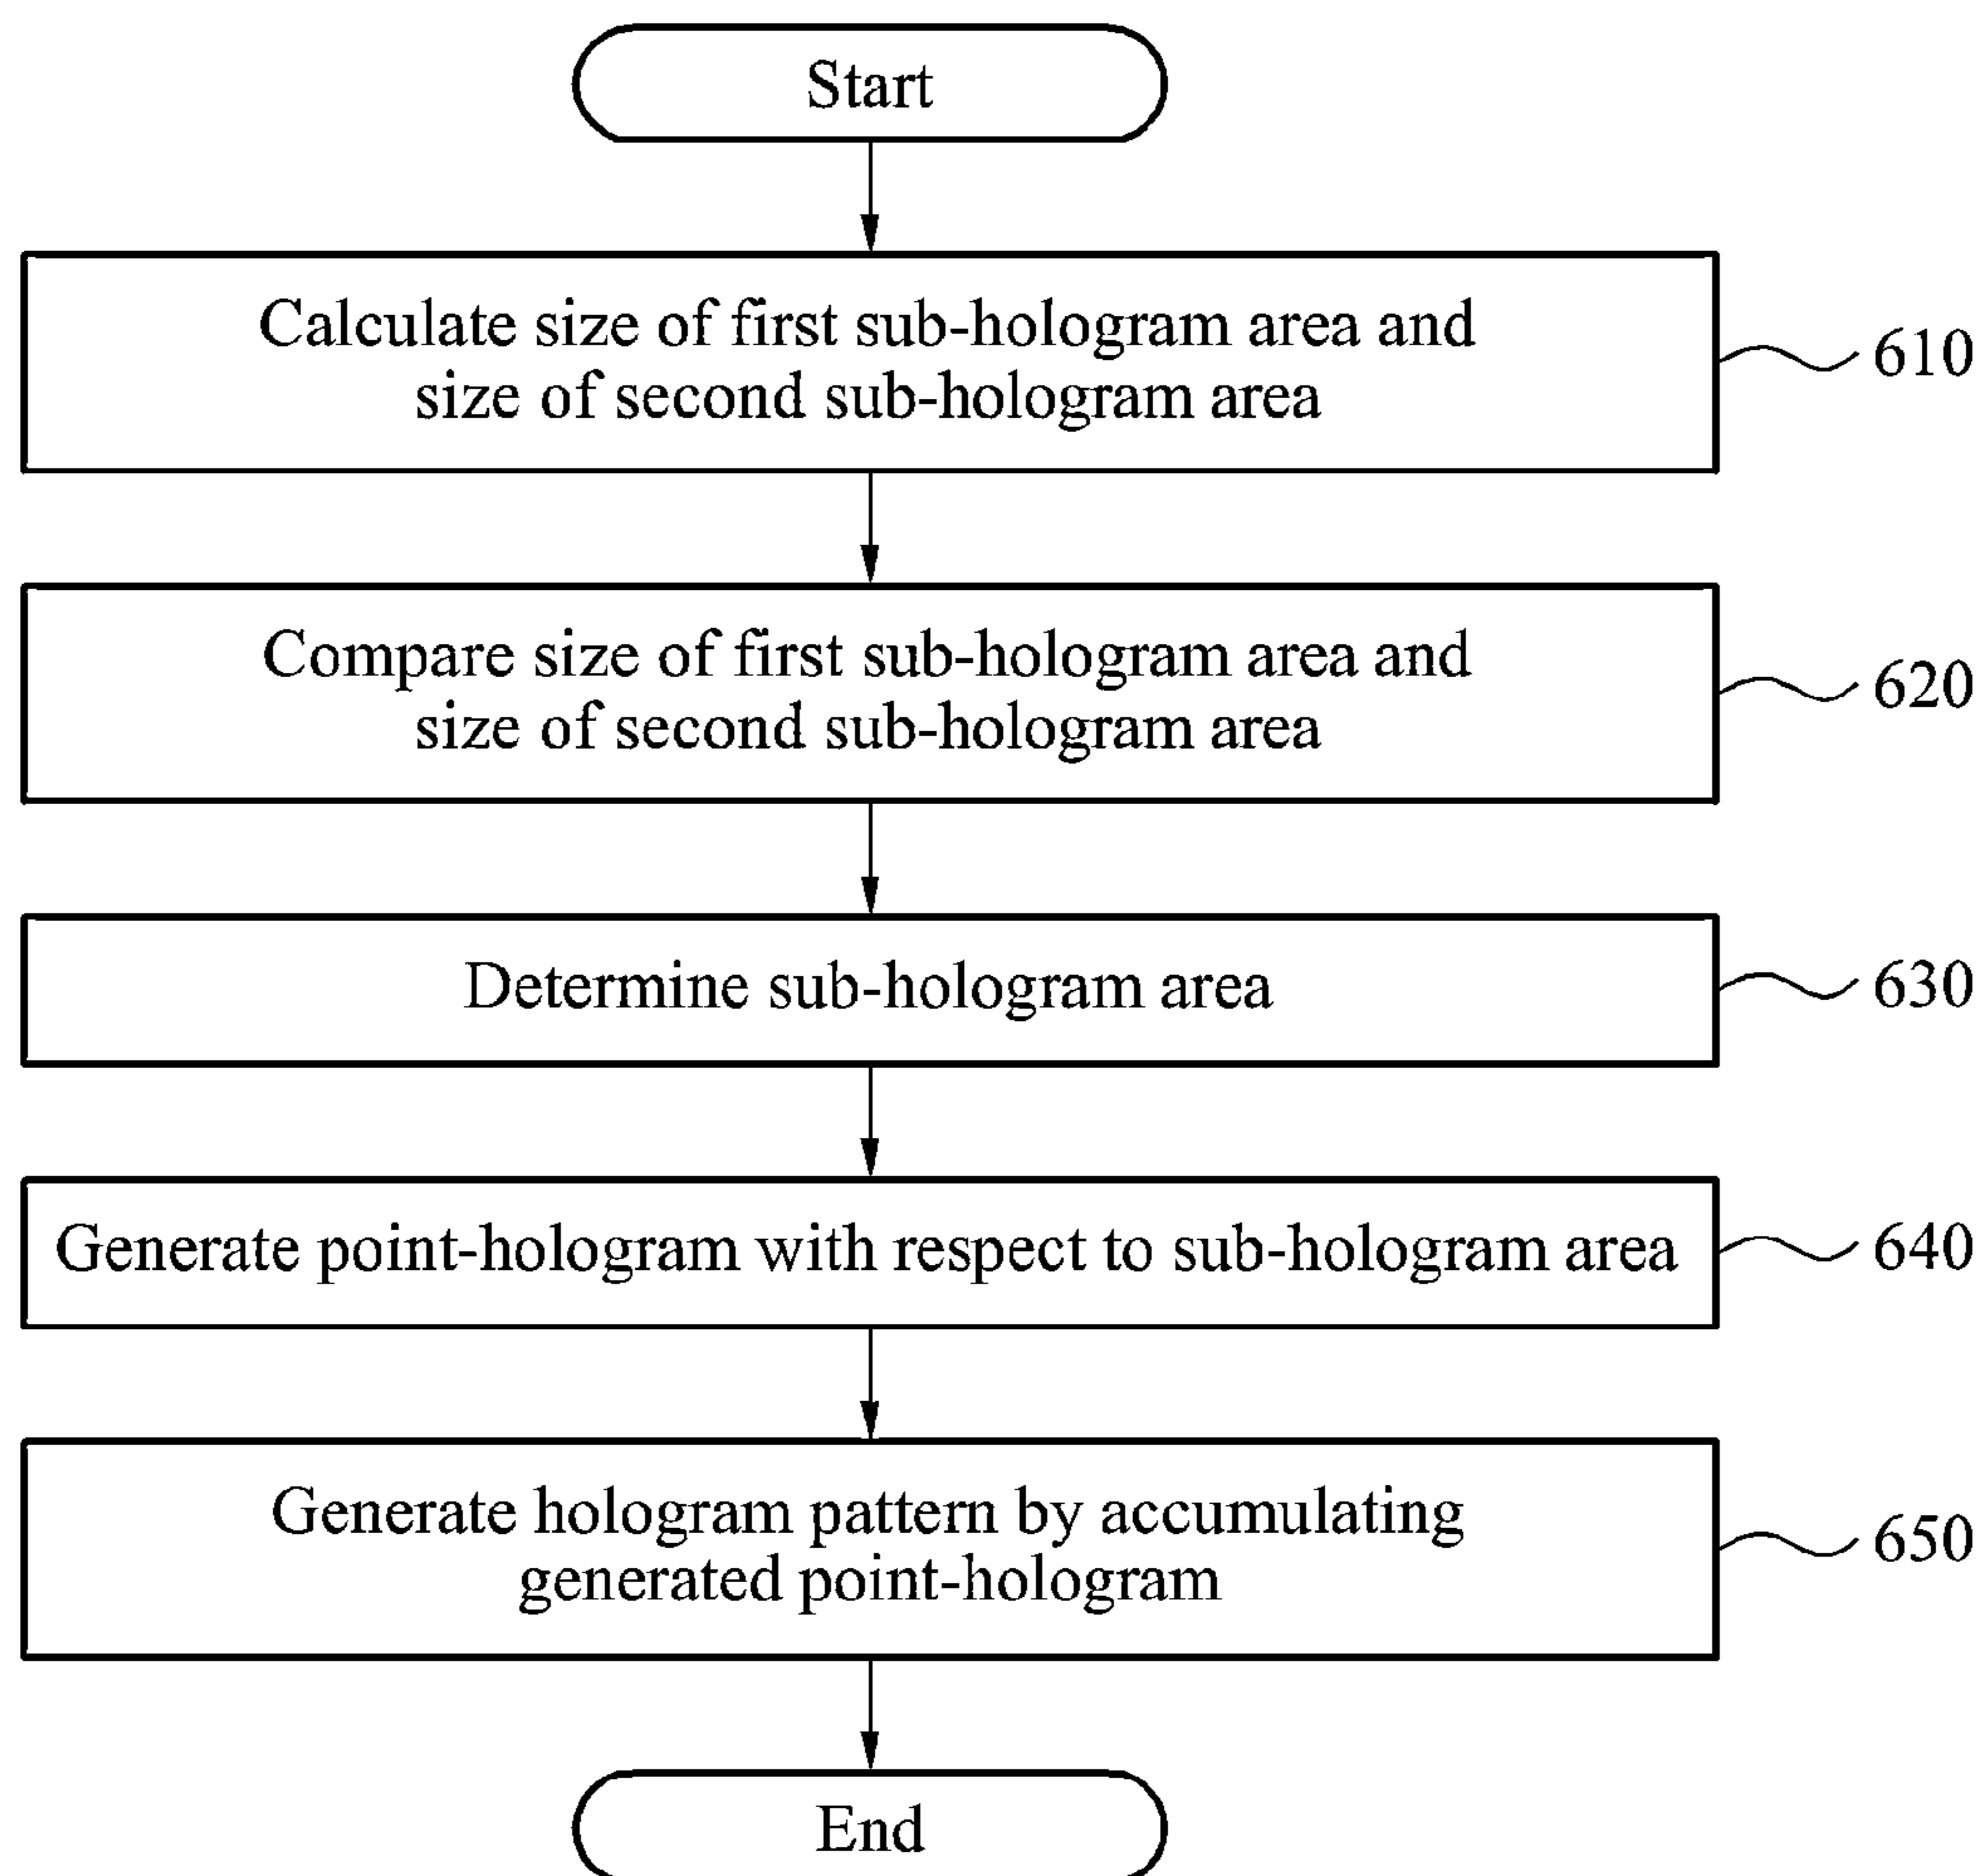 Start
Calculate size of first sub-hologram area and
size of second sub-hologram area
610
Compare size of first sub-hologram area and
size of second sub-hologram area
620
Determine sub-hologram area
630
Generate point-hologram with respect to sub-hologram area
640
Generate hologram pattern by accumulating
generated point-hologram
650
End